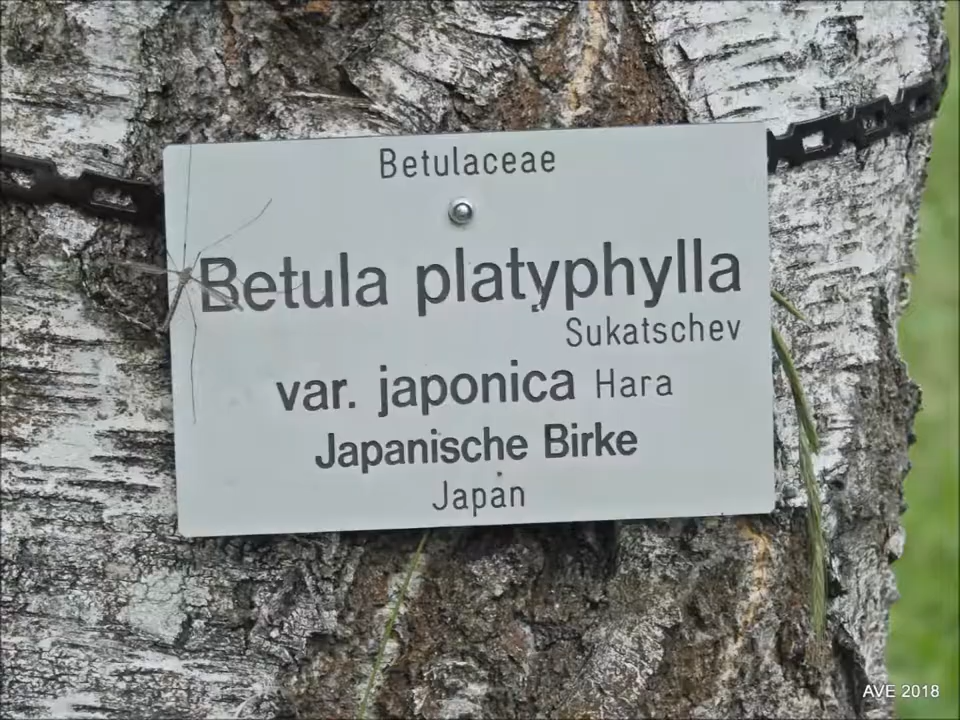 Betulaceae
Betula platyphylla
Sukatschev
var. japonica Hara
Japanische Birke
Japan
AVE 2018